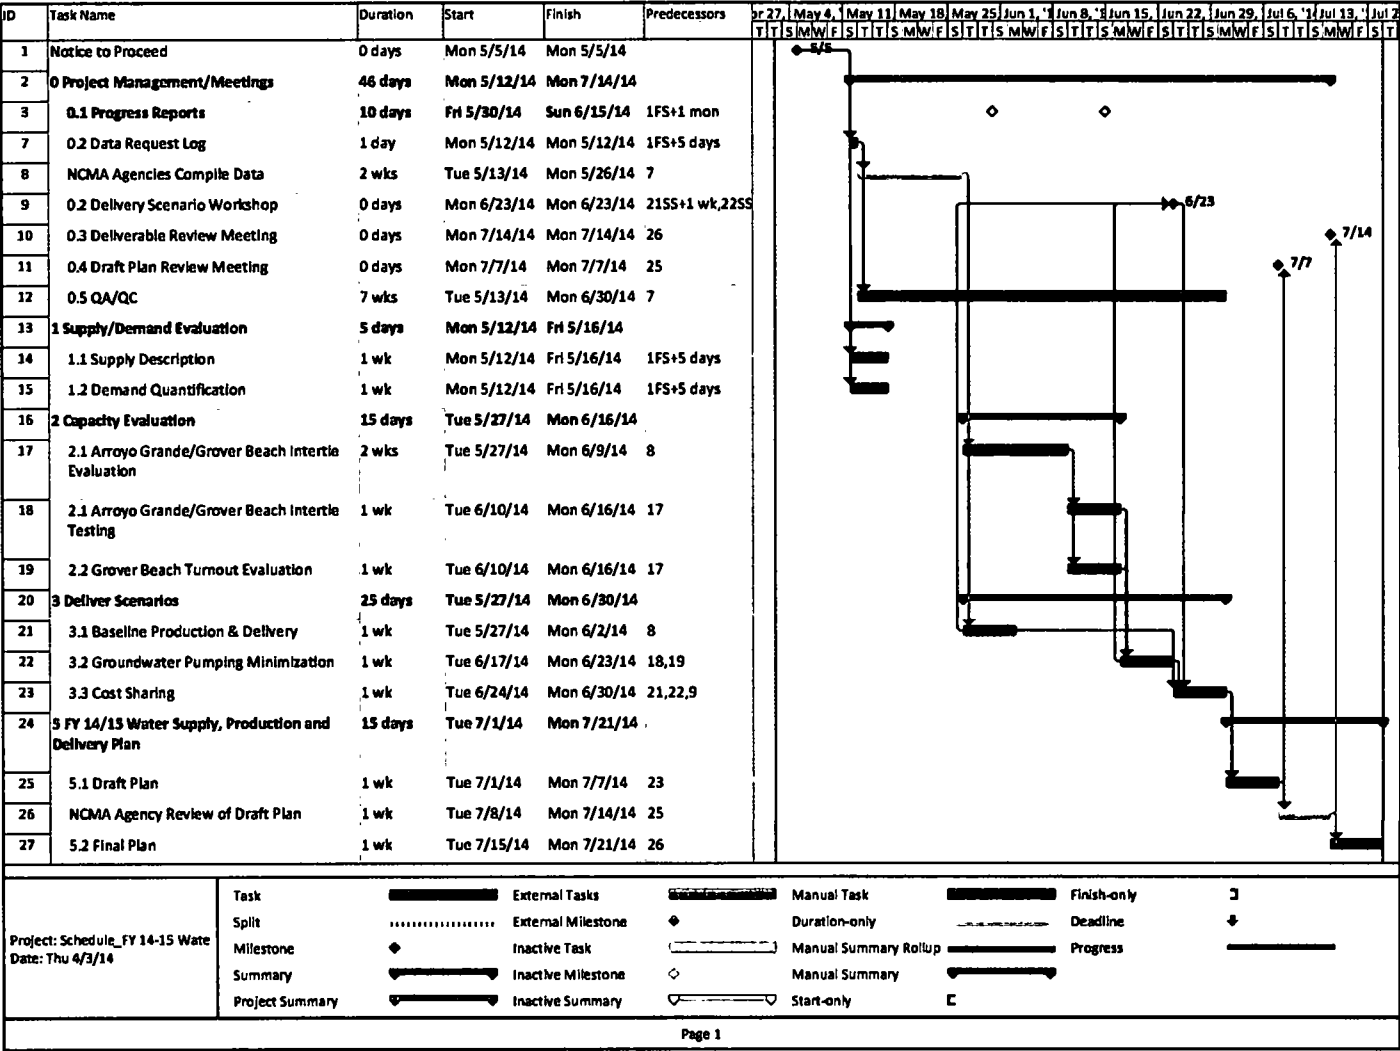 ID Task Name Duration Start Finish Predecessors or 27, May 4, ' May 11, May 18, May 25, Jun 1, '1 Jun 8, '1 Jun 15, Jun 22, Jun 29, Jul 6, '14 Jul 13, ' Jul 2
T T S M W F S T T S M W F S T T S M W F S T T S M W F S T
1 Notice to Proceed 0 days Mon 5/5/14 Mon 5/5/14 5/5
2 0 Project Management/Meetings 46 days Mon 5/12/14 Mon 7/14/14
3 0.1 Progress Reports 10 days Fri 5/30/14 Sun 6/15/14 1FS+1 mon
7 0.2 Data Request Log 1 day Mon 5/12/14 Mon 5/12/14 1FS+5 days
8 NCMA Agencies Compile Data 2 wks Tue 5/13/14 Mon 5/26/14 7
9 0.2 Delivery Scenario Workshop 0 days Mon 6/23/14 Mon 6/23/14 21SS+1 wk,22SS 6/23
10 0.3 Deliverable Review Meeting 0 days Mon 7/14/14 Mon 7/14/14 26 7/14
11 0.4 Draft Plan Review Meeting 0 days Mon 7/7/14 Mon 7/7/14 25 7/7
12 0.5 QA/QC 7 wks Tue 5/13/14 Mon 6/30/14 7
13 1 Supply/Demand Evaluation 5 days Mon 5/12/14 Fri 5/16/14
14 1.1 Supply Description 1 wk Mon 5/12/14 Fri 5/16/14 1FS+5 days
15 1.2 Demand Quantification 1 wk Mon 5/12/14 Fri 5/16/14 1FS+5 days
16 2 Capacity Evaluation 15 days Tue 5/27/14 Mon 6/16/14
17 2.1 Arroyo Grande/Grover Beach Intertie 2 wks Tue 5/27/14 Mon 6/9/14 8
Evaluation
18 2.1 Arroyo Grande/Grover Beach Intertie 1 wk Tue 6/10/14 Mon 6/16/14 17
Testing
19 2.2 Grover Beach Turnout Evaluation 1 wk Tue 6/10/14 Mon 6/16/14 17
20 3 Deliver Scenarios 25 days Tue 5/27/14 Mon 6/30/14
21 3.1 Baseline Production & Delivery 1 wk Tue 5/27/14 Mon 6/2/14 8
22 3.2 Groundwater Pumping Minimization 1 wk Tue 6/17/14 Mon 6/23/14 18,19
23 3.3 Cost Sharing 1 wk Tue 6/24/14 Mon 6/30/14 21,22,9
24 5 FY 14/15 Water Supply, Production and 15 days Tue 7/1/14 Mon 7/21/14
Delivery Plan
25 5.1 Draft Plan 1 wk Tue 7/1/14 Mon 7/7/14 23
26 NCMA Agency Review of Draft Plan 1 wk Tue 7/8/14 Mon 7/14/14 25
27 5.2 Final Plan 1 wk Tue 7/15/14 Mon 7/21/14 26
Project: Schedule_FY 14-15 Wate
Date: Thu 4/3/14
Task External Tasks Manual Task Finish-only
Split External Milestone Duration-only Deadline
Milestone Inactive Task Manual Summary Rollup Progress
Summary Inactive Milestone Manual Summary
Project Summary Inactive Summary Start-only
Page 1